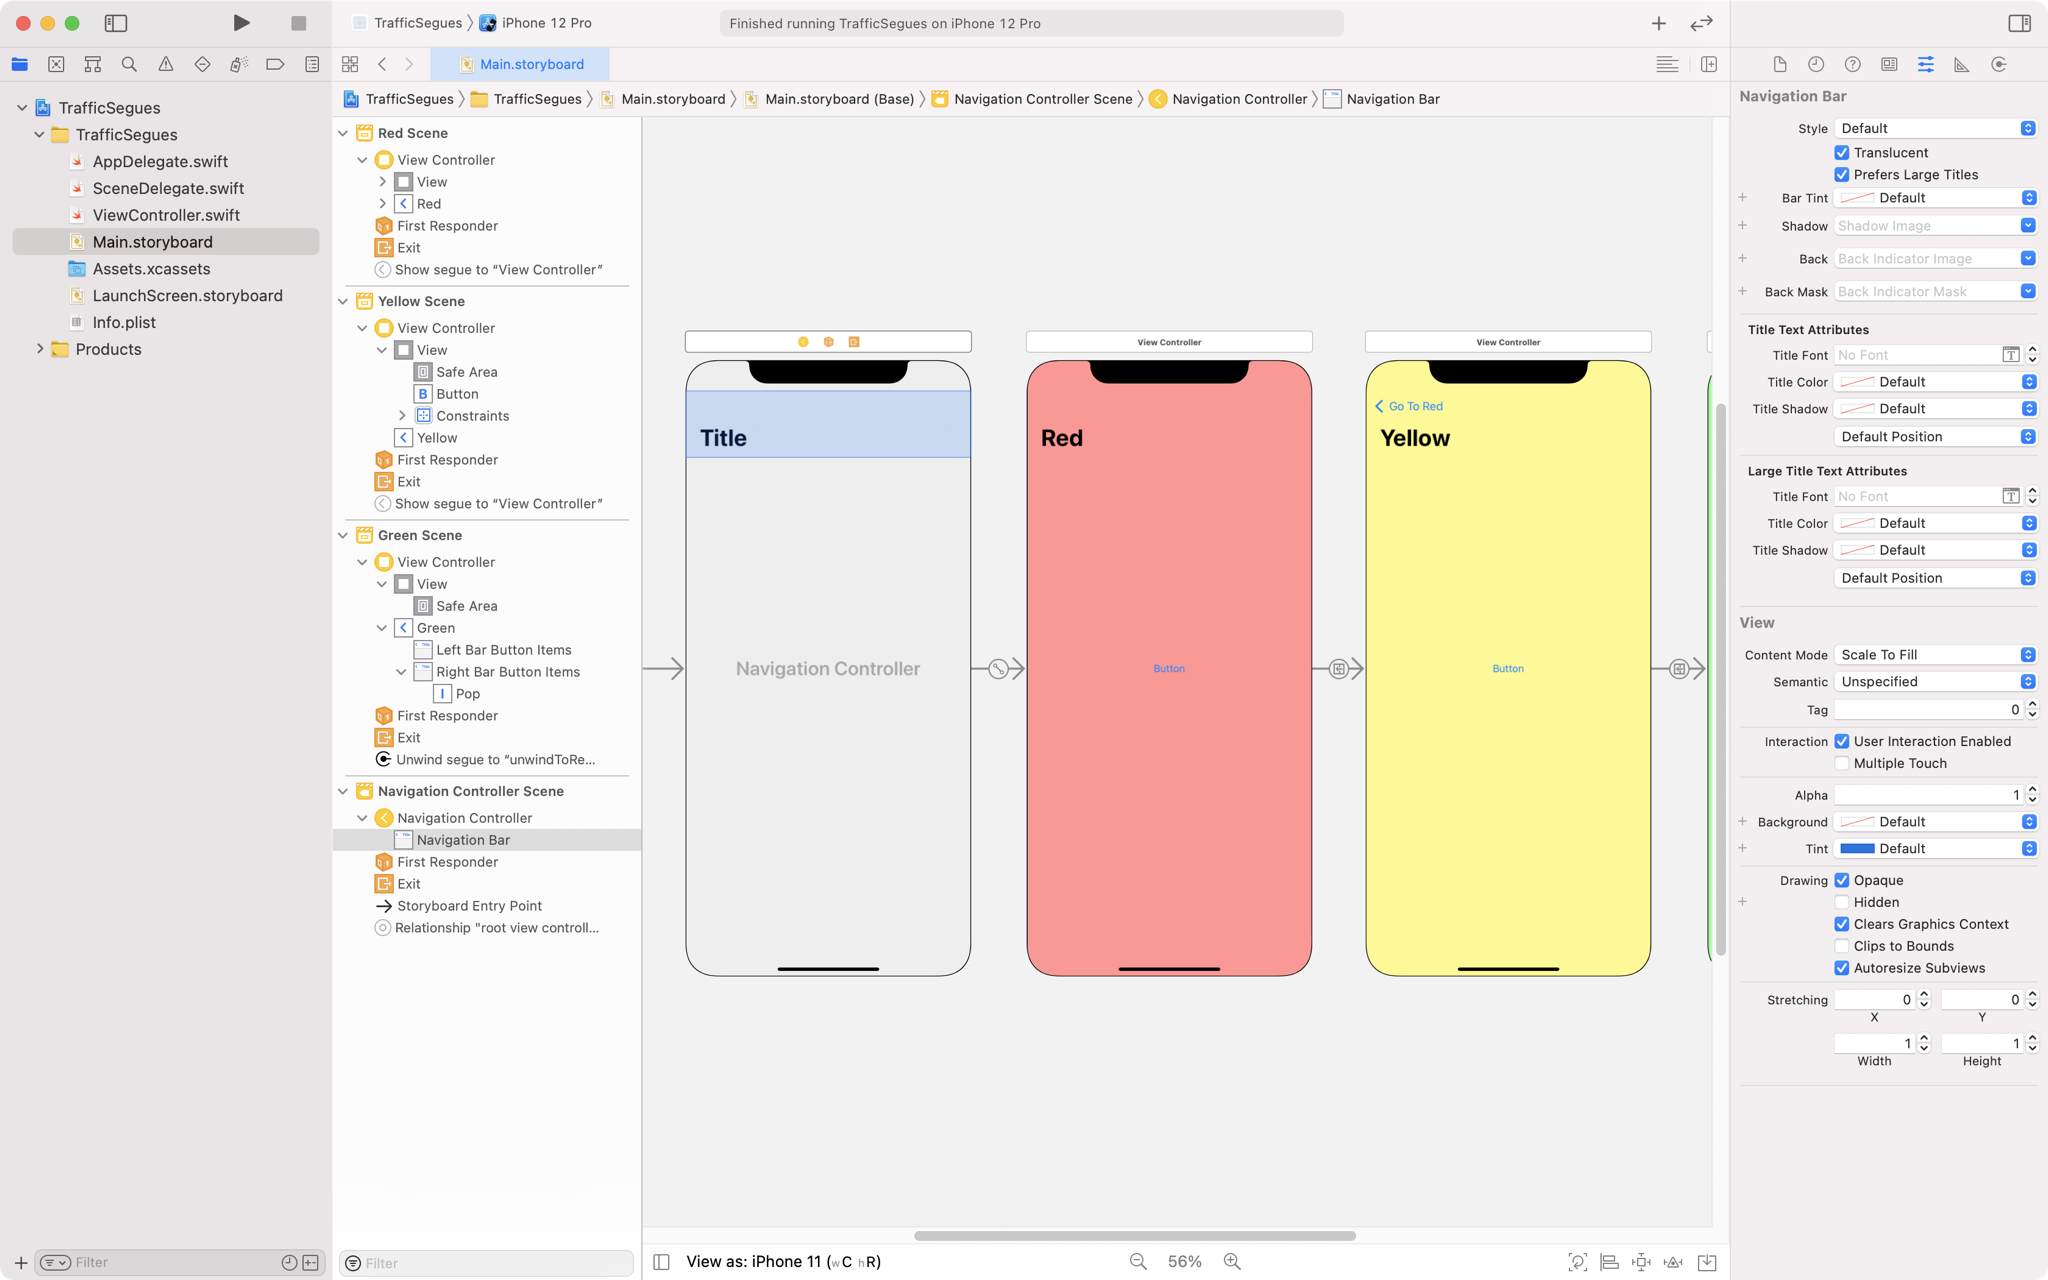 TrafficSegues
iPhone 12 Pro
Finished running TrafficSegues on iPhone 12 Pro
Main.storyboard
TrafficSegues
TrafficSegues
Main.storyboard
Main.storyboard (Base)
Navigation Controller Scene
Navigation Controller
Navigation Bar
TrafficSegues
TrafficSegues
AppDelegate.swift
SceneDelegate.swift
ViewController.swift
Main.storyboard
Assets.xcassets
LaunchScreen.storyboard
Info.plist
Products
Filter
Red Scene
View Controller
View
Red
First Responder
Exit
Show segue to “View Controller”
Yellow Scene
View Controller
View
Safe Area
B Button
Constraints
Yellow
First Responder
Exit
Show segue to “View Controller”
Green Scene
View Controller
View
Safe Area
Green
Left Bar Button Items
Right Bar Button Items
Pop
First Responder
Exit
Unwind segue to “unwindToRe...
Navigation Controller Scene
Navigation Controller
Navigation Bar
First Responder
Exit
Storyboard Entry Point
Relationship "root view controll...
Filter
Title
Navigation Controller
View Controller
Red
Button
View Controller
Go To Red
Yellow
Button
View as: iPhone 11 (wC hR)
56%
Navigation Bar
Style Default
Translucent
Prefers Large Titles
Bar Tint Default
Shadow Shadow Image
Back Back Indicator Image
Back Mask Back Indicator Mask
Title Text Attributes
Title Font No Font
Title Color Default
Title Shadow Default
Default Position
Large Title Text Attributes
Title Font No Font
Title Color Default
Title Shadow Default
Default Position
View
Content Mode Scale To Fill
Semantic Unspecified
Tag 0
Interaction User Interaction Enabled
Multiple Touch
Alpha 1
Background Default
Tint Default
Drawing Opaque
Hidden
Clears Graphics Context
Clips to Bounds
Autoresize Subviews
Stretching 0 0
X Y
1 1
Width Height